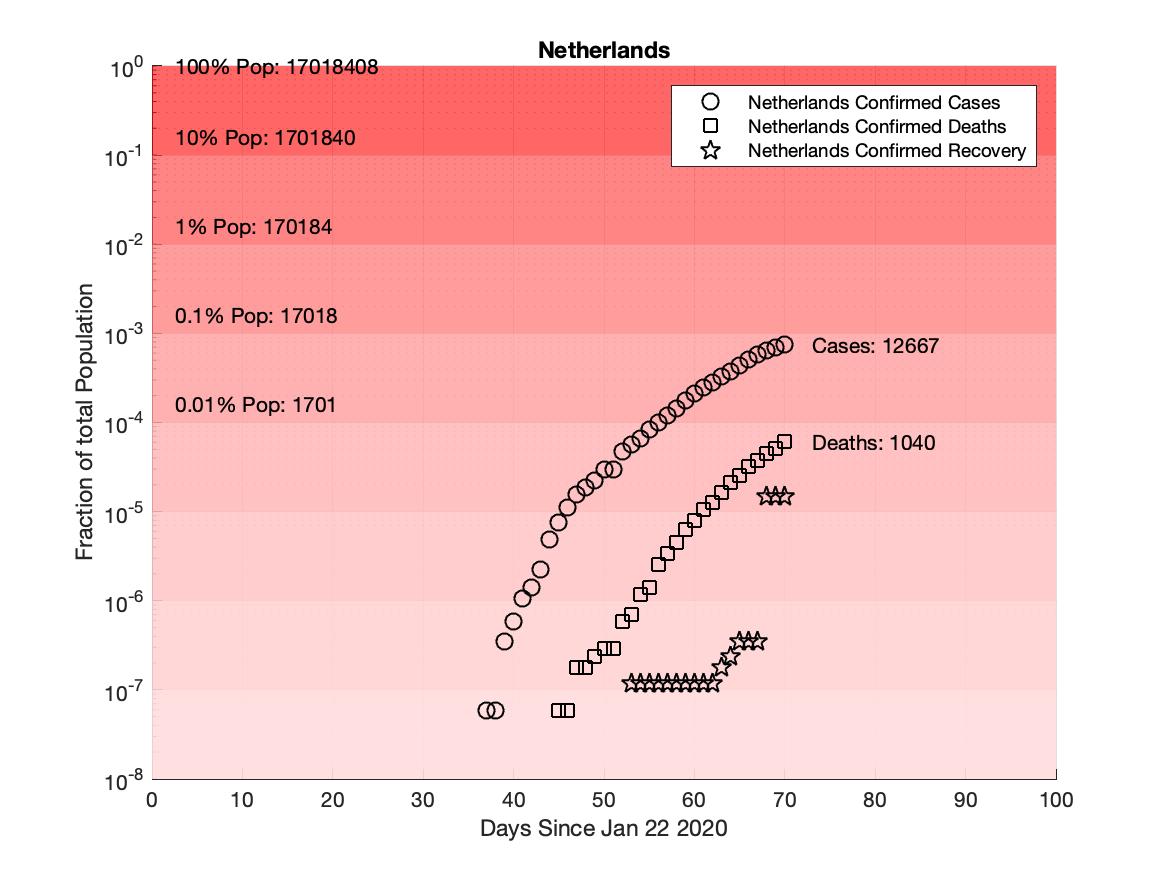 Netherlands
10^0
100% Pop: 17018408
Netherlands Confirmed Cases
Netherlands Confirmed Deaths
Netherlands Confirmed Recovery
10% Pop: 1701840
10^-1
1% Pop: 170184
10^-2
0.1% Pop: 17018
10^-3
Cases: 12667
0.01% Pop: 1701
10^-4
Deaths: 1040
10^-5
10^-6
10^-7
10^-8
Fraction of total Population
0 10 20 30 40 50 60 70 80 90 100
Days Since Jan 22 2020